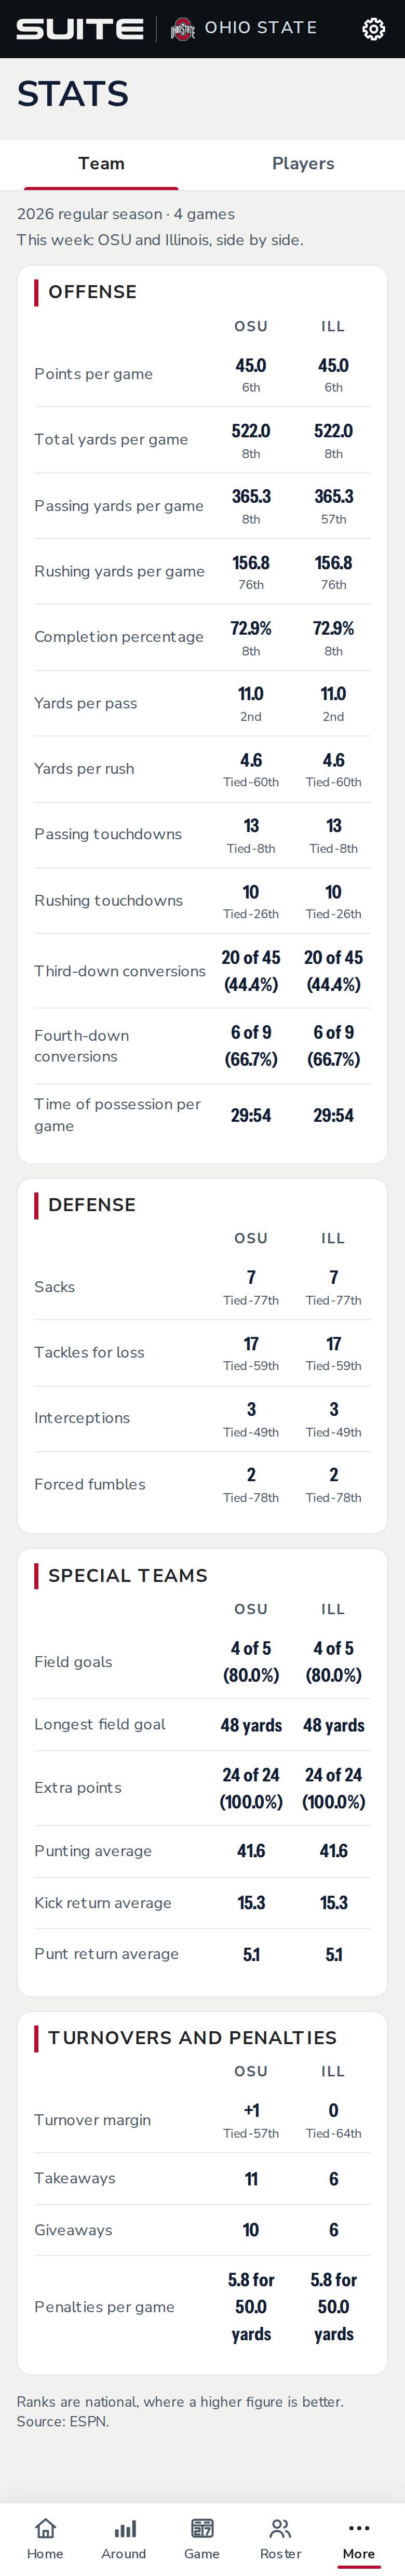 SUITE OHIO STATE
STATS
Team Players
2026 regular season · 4 games
This week: OSU and Illinois, side by side.
OFFENSE
OSU ILL
Points per game 45.0 45.0
6th 6th
Total yards per game 522.0 522.0
8th 8th
Passing yards per game 365.3 365.3
8th 57th
Rushing yards per game 156.8 156.8
76th 76th
Completion percentage 72.9% 72.9%
8th 8th
Yards per pass 11.0 11.0
2nd 2nd
Yards per rush 4.6 4.6
Tied-60th Tied-60th
Passing touchdowns 13 13
Tied-8th Tied-8th
Rushing touchdowns 10 10
Tied-26th Tied-26th
Third-down conversions 20 of 45 20 of 45
(44.4%) (44.4%)
Fourth-down 6 of 9 6 of 9
conversions (66.7%) (66.7%)
Time of possession per
game 29:54 29:54
DEFENSE
OSU ILL
Sacks 7 7
Tied-77th Tied-77th
Tackles for loss 17 17
Tied-59th Tied-59th
Interceptions 3 3
Tied-49th Tied-49th
Forced fumbles 2 2
Tied-78th Tied-78th
SPECIAL TEAMS
OSU ILL
Field goals 4 of 5 4 of 5
(80.0%) (80.0%)
Longest field goal 48 yards 48 yards
Extra points 24 of 24 24 of 24
(100.0%) (100.0%)
Punting average 41.6 41.6
Kick return average 15.3 15.3
Punt return average 5.1 5.1
TURNOVERS AND PENALTIES
OSU ILL
Turnover margin +1 0
Tied-57th Tied-64th
Takeaways 11 6
Giveaways 10 6
Penalties per game 5.8 for 5.8 for
50.0 50.0
yards yards
Ranks are national, where a higher figure is better.
Source: ESPN.
Home Around Game Roster More